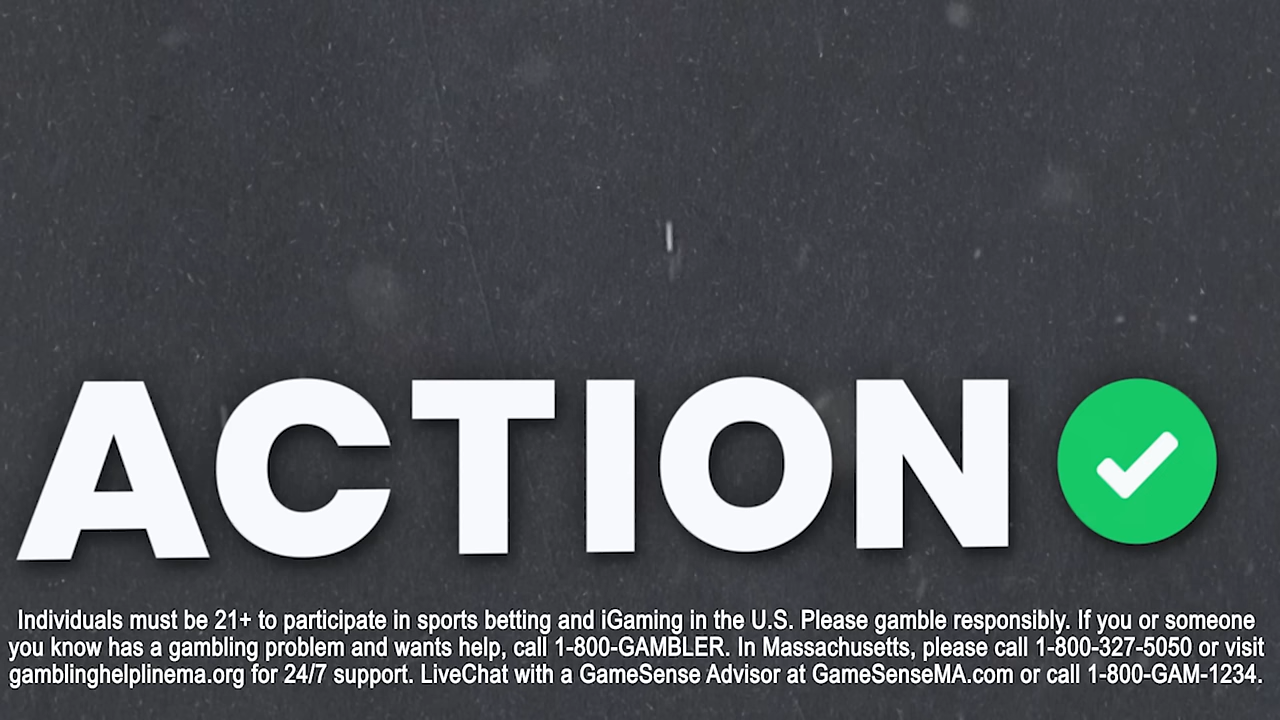 ACTION
Individuals must be 21+ to participate in sports betting and iGaming in the U.S. Please gamble responsibly. If you or someone
you know has a gambling problem and wants help, call 1-800-GAMBLER. In Massachusetts, please call 1-800-327-5050 or visit
gamblinghelplinema.org for 24/7 support. LiveChat with a GameSense Advisor at GameSenseMA.com or call 1-800-GAM-1234.